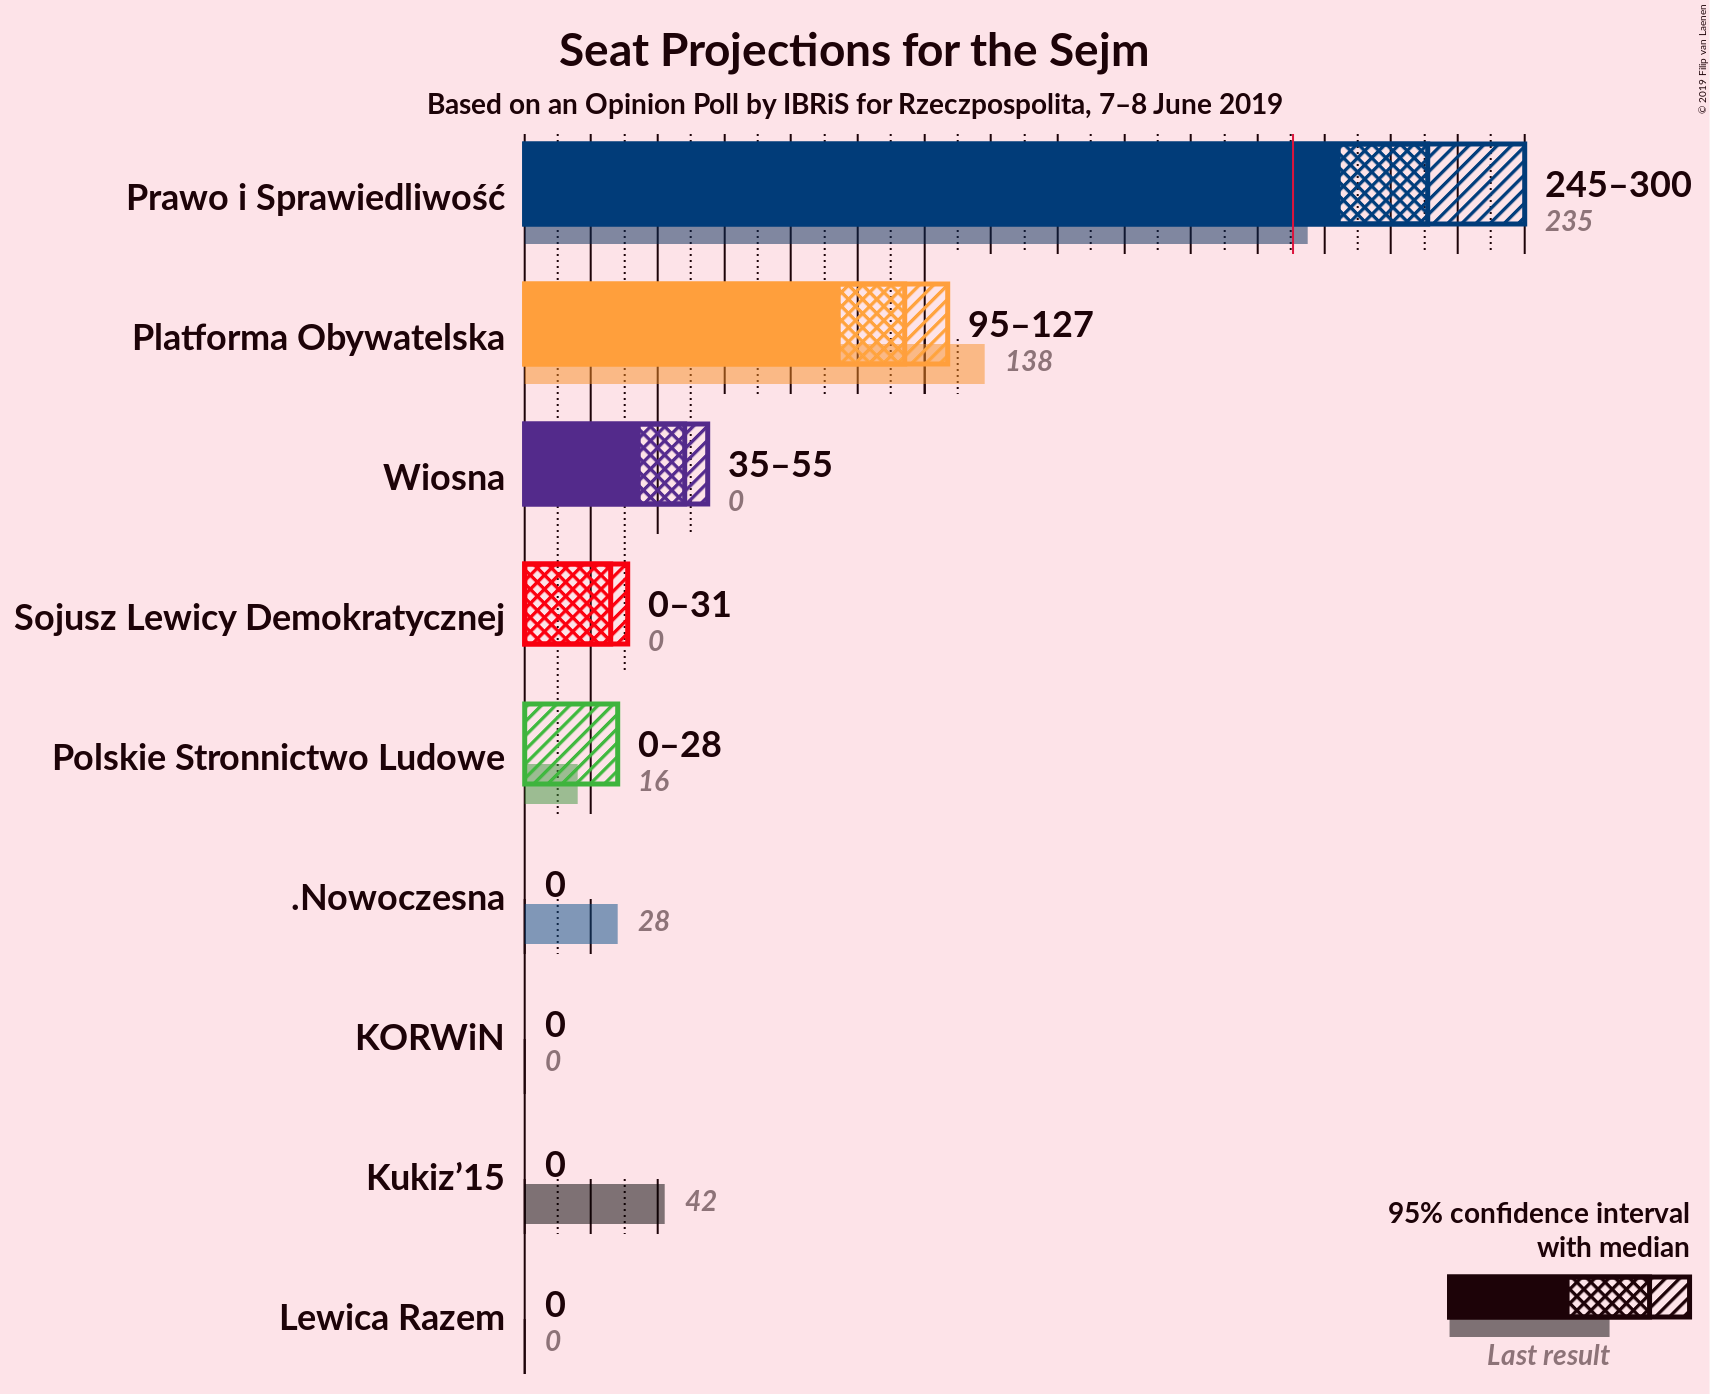 Seat Projections for the Sejm
Based on an Opinion Poll by IBRiS for Rzeczpospolita, 7–8 June 2019
© 2019 Filip van Laenen
Prawo i Sprawiedliwość
245–300
235
Platforma Obywatelska
95–127
138
Wiosna
35–55
0
Sojusz Lewicy Demokratycznej
0–31
0
Polskie Stronnictwo Ludowe
0–28
16
.Nowoczesna
0
28
KORWiN
0
0
Kukiz’15
0
42
Lewica Razem
0
0
95% confidence interval
with median
Last result